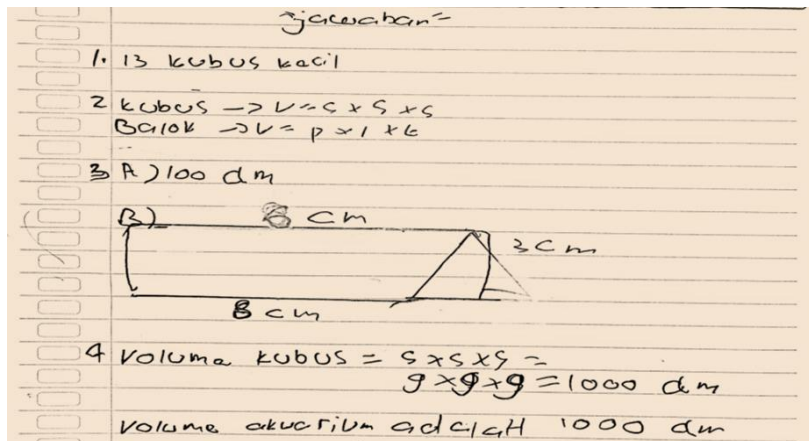 -jawaban-
1. 13 kubus kecil
2 kubus -> V = s x s x s
Balok -> V = p x l x t
3 A) 100 dm
B) 8 cm
3 cm
8 cm
4 Volume kubus = s x s x s =
9 x 9 x 9 = 1000 dm
Volume akuarium adalaH 1000 dm